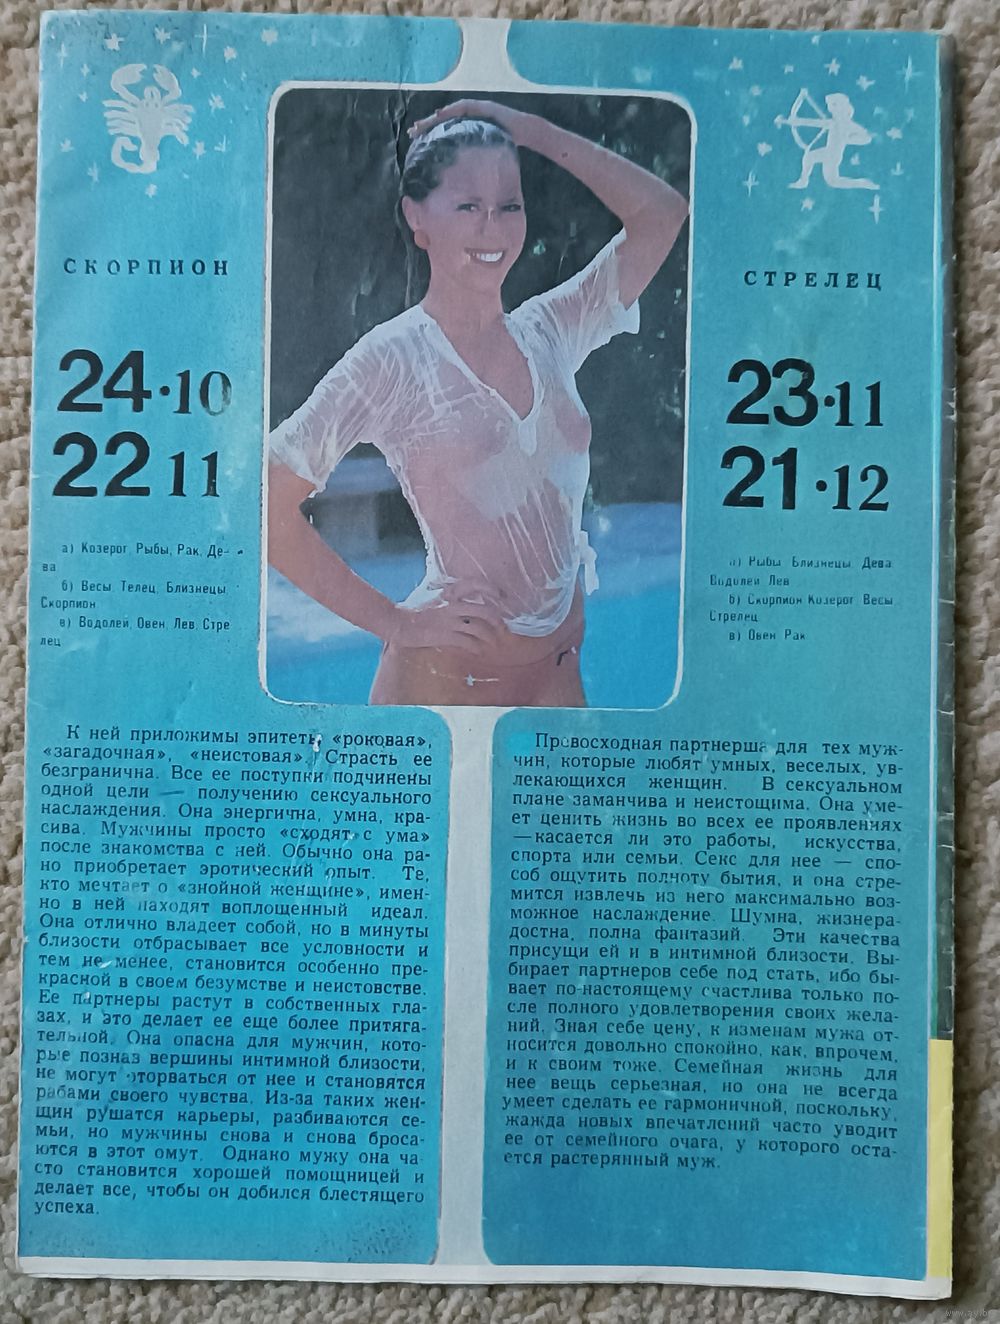 СКОРПИОН
24·10
22 11
а) Козерог, Рыбы, Рак, Де-
ва
б) Весы, Телец, Близнецы,
Скорпион
в) Водолей, Овен, Лев, Стре
лец
СТРЕЛЕЦ
23·11
21·12
а) Рыбы, Близнецы, Дева
Водолей, Лев
б) Скорпион, Козерог, Весы
Стрелец
в) Овен, Рак
К ней приложимы эпитеты «роковая»,
«загадочная», «неистовая». Страсть ее
безгранична. Все ее поступки подчинены
одной цели — получению сексуального
наслаждения. Она энергична, умна, кра-
сива. Мужчины просто «сходят с ума»
после знакомства с ней. Обычно она ра-
но приобретает эротический опыт. Те,
кто мечтает о «знойной женщине», имен-
но в ней находят воплощенный идеал.
Она отлично владеет собой, но в минуты
близости отбрасывает все условности и
тем не менее, становится особенно пре-
красной в своем безумстве и неистовстве.
Ее партнеры растут в собственных гла-
зах, и это делает ее еще более притяга-
тельной. Она опасна для мужчин, кото-
рые познав вершины интимной близости,
не могут оторваться от нее и становятся
рабами своего чувства. Из-за таких жен-
щин рушатся карьеры, разбиваются се-
мьи, но мужчины снова и снова броса-
ются в этот омут. Однако мужу она ча-
сто становится хорошей помощницей и
делает все, чтобы он добился блестящего
успеха.
Превосходная партнерша для тех муж-
чин, которые любят умных, веселых, ув-
лекающихся женщин. В сексуальном
плане заманчива и неистощима. Она уме-
ет ценить жизнь во всех ее проявлениях
—касается ли это работы, искусства,
спорта или семьи. Секс для нее — спо-
соб ощутить полноту бытия, и она стре-
мится извлечь из него максимально воз-
можное наслаждение. Шумна, жизнера-
достна, полна фантазий. Эти качества
присущи ей и в интимной близости. Вы-
бирает партнеров себе под стать, ибо бы-
вает по-настоящему счастлива только по-
сле полного удовлетворения своих жела-
ний. Зная себе цену, к изменам мужа от-
носится довольно спокойно, как, впрочем,
и к своим тоже. Семейная жизнь для
нее вещь серьезная, но она не всегда
умеет сделать ее гармоничной, поскольку,
жажда новых впечатлений часто уводит
ее от семейного очага, у которого оста-
ется растерянный муж.